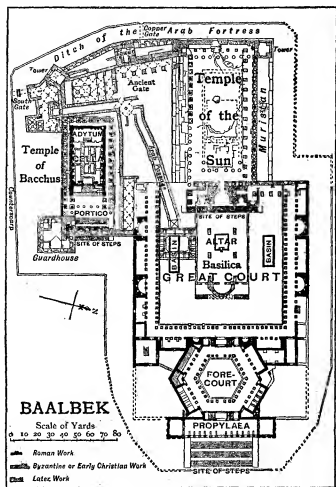 Ditch of the Arab Fortress
Copper
Gate
Tower
Tower
South
Gate
Ancient
Gate
Temple
of the
Sun
Muristan
Temple
of
Bacchus
ADYTUM
CELLA
PORTICO
SITE OF STEPS
Guardhouse
SITE OF STEPS
BASIN
ALTAR
BASIN
Basilica
GREAT COURT
N
FORE-
COURT
PROPYLAEA
SITE OF STEPS
BAALBEK
Scale of Yards
0 10 20 30 40 50 60 70 80
Roman Work
Byzantine or Early Christian Work
Later Work